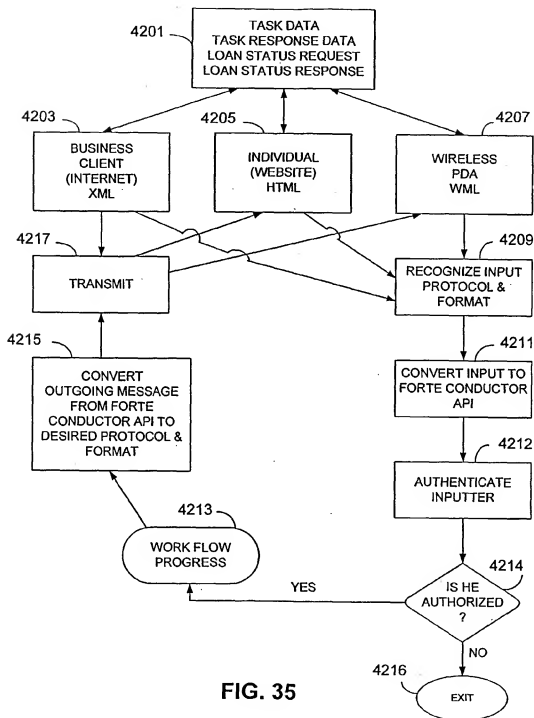 4201
TASK DATA
TASK RESPONSE DATA
LOAN STATUS REQUEST
LOAN STATUS RESPONSE
4203
BUSINESS
CLIENT
(INTERNET)
XML
4205
INDIVIDUAL
(WEBSITE)
HTML
4207
WIRELESS
PDA
WML
4217
TRANSMIT
4209
RECOGNIZE INPUT
PROTOCOL &
FORMAT
4215
CONVERT
OUTGOING MESSAGE
FROM FORTE
CONDUCTOR API TO
DESIRED PROTOCOL &
FORMAT
4211
CONVERT INPUT TO
FORTE CONDUCTOR
API
4212
AUTHENTICATE
INPUTTER
4213
WORK FLOW
PROGRESS
4214
IS HE
AUTHORIZED
?
YES
NO
4216
EXIT
FIG. 35